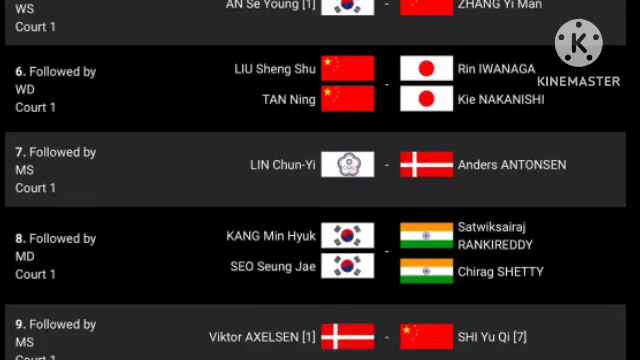 WS
AN Se Young [1] - ZHANG Yi Man
Court 1
6. Followed by
WD
Court 1
LIU Sheng Shu
TAN Ning
-
Rin IWANAGA
Kie NAKANISHI
KINEMASTER
7. Followed by
MS
Court 1
LIN Chun-Yi - Anders ANTONSEN
8. Followed by
MD
Court 1
KANG Min Hyuk
SEO Seung Jae
-
Satwiksairaj
RANKIREDDY
Chirag SHETTY
9. Followed by
MS
Court 1
Viktor AXELSEN [1] - SHI Yu Qi [7]